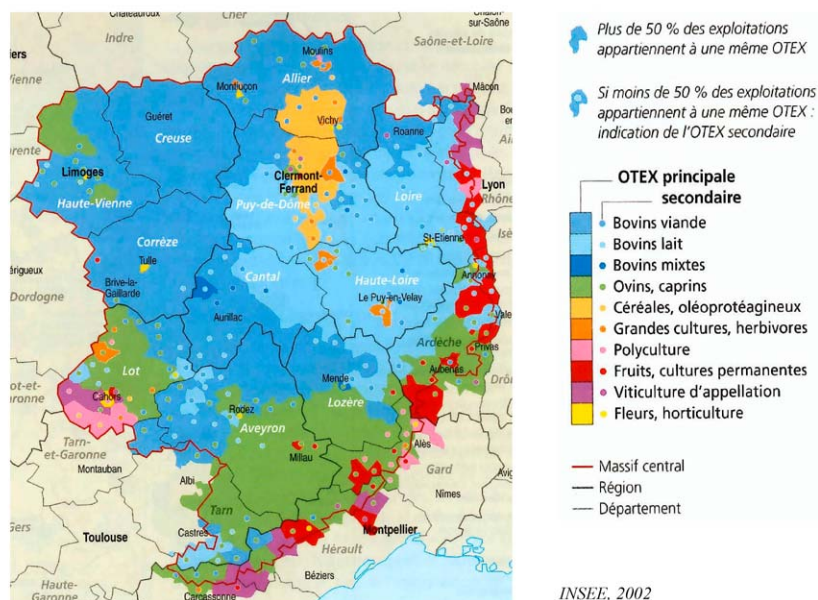 Châteauroux
Cher
Chalon-sur-Saône
Indre
Moulins
Saône-et-Loire
Vienne
Allier
Montluçon
Mâcon
Guéret
Creuse
Vichy
Roanne
Limoges
Clermont-Ferrand
Haute-Vienne
Puy-de-Dôme
Loire
Lyon
Rhône
Corrèze
St-Etienne
Tulle
Annonay
Cantal
Haute-Loire
Brive-la-Gaillarde
Dordogne
Le Puy-en-Velay
Aurillac
Ardèche
Privas
Lot
Mende
Aubenas
Cahors
Rodez
Lozère
Aveyron
Tarn-et-Garonne
Montauban
Millau
Alès
Gard
Albi
Nîmes
Tarn
Gers
Toulouse
Castres
Montpellier
Hérault
Haute-Garonne
Béziers
Carcassonne
Plus de 50 % des exploitations
appartiennent à une même OTEX
Si moins de 50 % des exploitations
appartiennent à une même OTEX :
indication de l'OTEX secondaire
OTEX principale
secondaire
Bovins viande
Bovins lait
Bovins mixtes
Ovins, caprins
Céréales, oléoprotéagineux
Grandes cultures, herbivores
Polyculture
Fruits, cultures permanentes
Viticulture d'appellation
Fleurs, horticulture
Massif central
Région
Département
INSEE, 2002